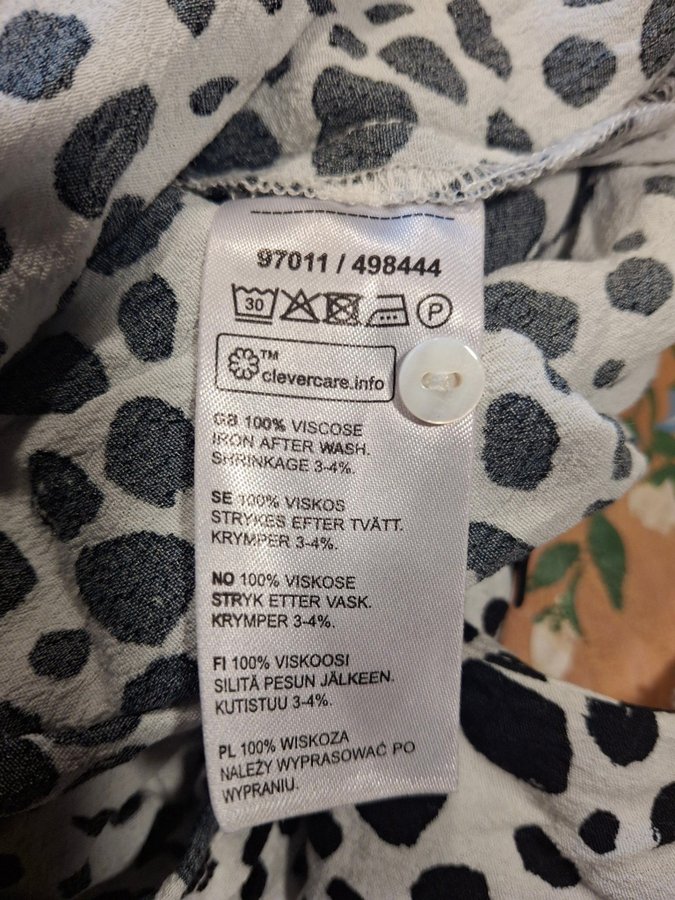 97011 / 498444
30 P
TM
clevercare.info
GB 100% VISCOSE
IRON AFTER WASH.
SHRINKAGE 3-4%.
SE 100% VISKOS
STRYKES EFTER TVÄTT.
KRYMPER 3-4%.
NO 100% VISKOSE
STRYK ETTER VASK.
KRYMPER 3-4%.
FI 100% VISKOOSI
SILITÄ PESUN JÄLKEEN.
KUTISTUU 3-4%.
PL 100% WISKOZA
NALEŻY WYPRASOWAĆ PO
WYPRANIU.